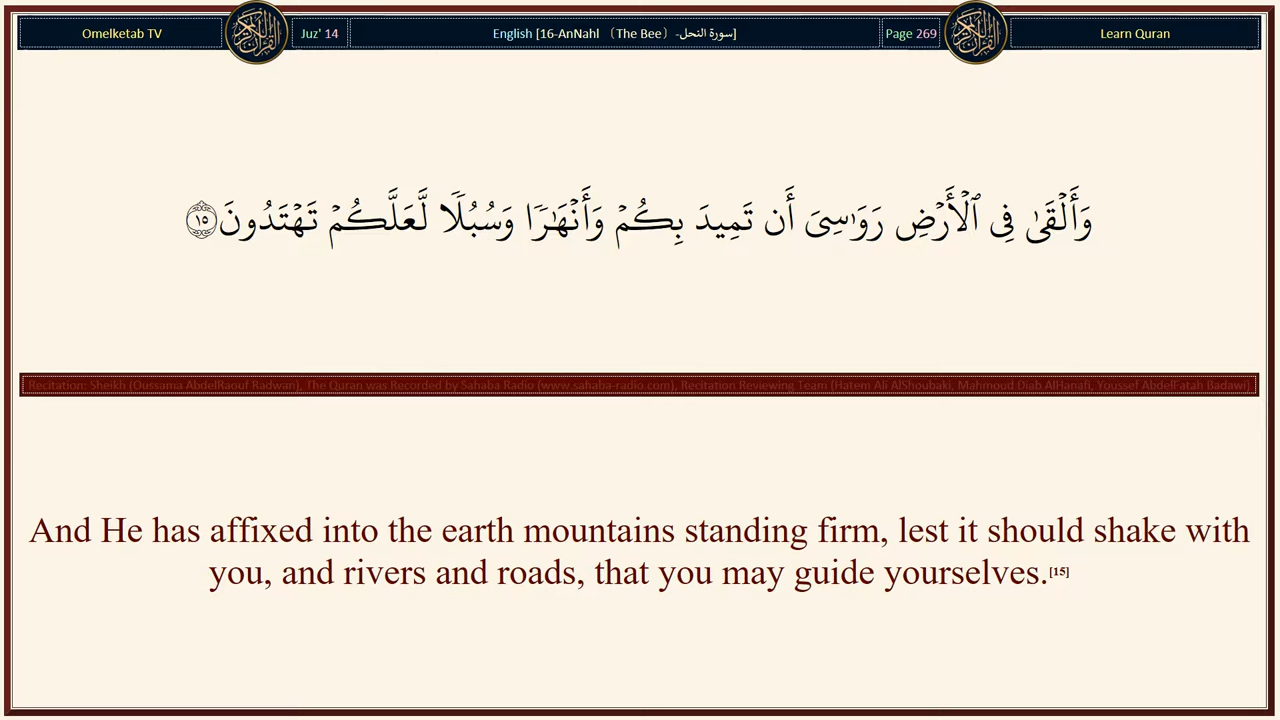 Omelketab TV
Juz' 14
English [16-AnNahl （The Bee）-سورة النحل]
Page 269
Learn Quran
وَأَلۡقَىٰ فِى ٱلۡأَرۡضِ رَوَٰسِىَ أَن تَمِيدَ بِكُمۡ وَأَنۡهَٰرٗا وَسُبُلٗا لَّعَلَّكُمۡ تَهۡتَدُونَ ١٥
Recitation: Sheikh (Oussama AbdelRaouf Radwan), The Quran was Recorded by Sahaba Radio (www.sahaba-radio.com), Recitation Reviewing Team (Hatem Ali AlShoubaki, Mahmoud Diab AlHanafi, Youssef AbdelFatah Badawi)
And He has affixed into the earth mountains standing firm, lest it should shake with
you, and rivers and roads, that you may guide yourselves.[15]